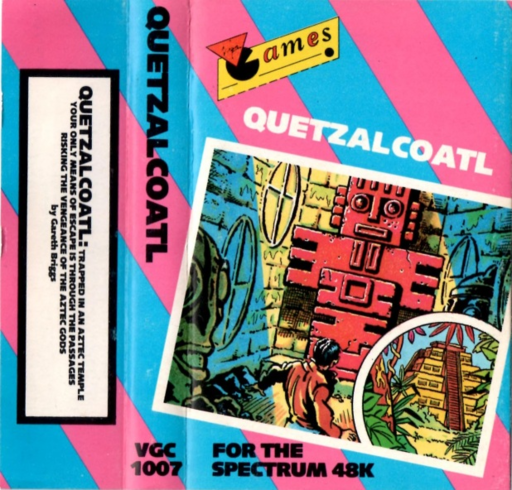 QUETZALCOATL: TRAPPED IN AN AZTEC TEMPLE
YOUR ONLY MEANS OF ESCAPE IS THROUGH THE PASSAGES
RISKING THE VENGEANCE OF THE AZTEC GODS
by Gareth Briggs
QUETZALCOATL
VGC
1007
Games
QUETZALCOATL
FOR THE
SPECTRUM 48K